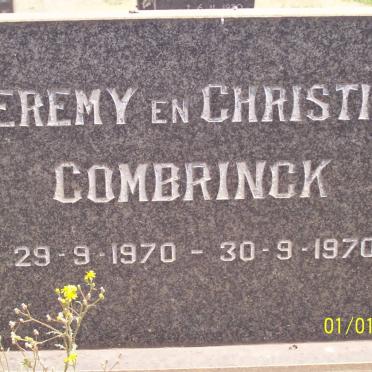 EREMY EN CHRISTI
COMBRINCK
29-9-1970 - 30-9-1970
01/01